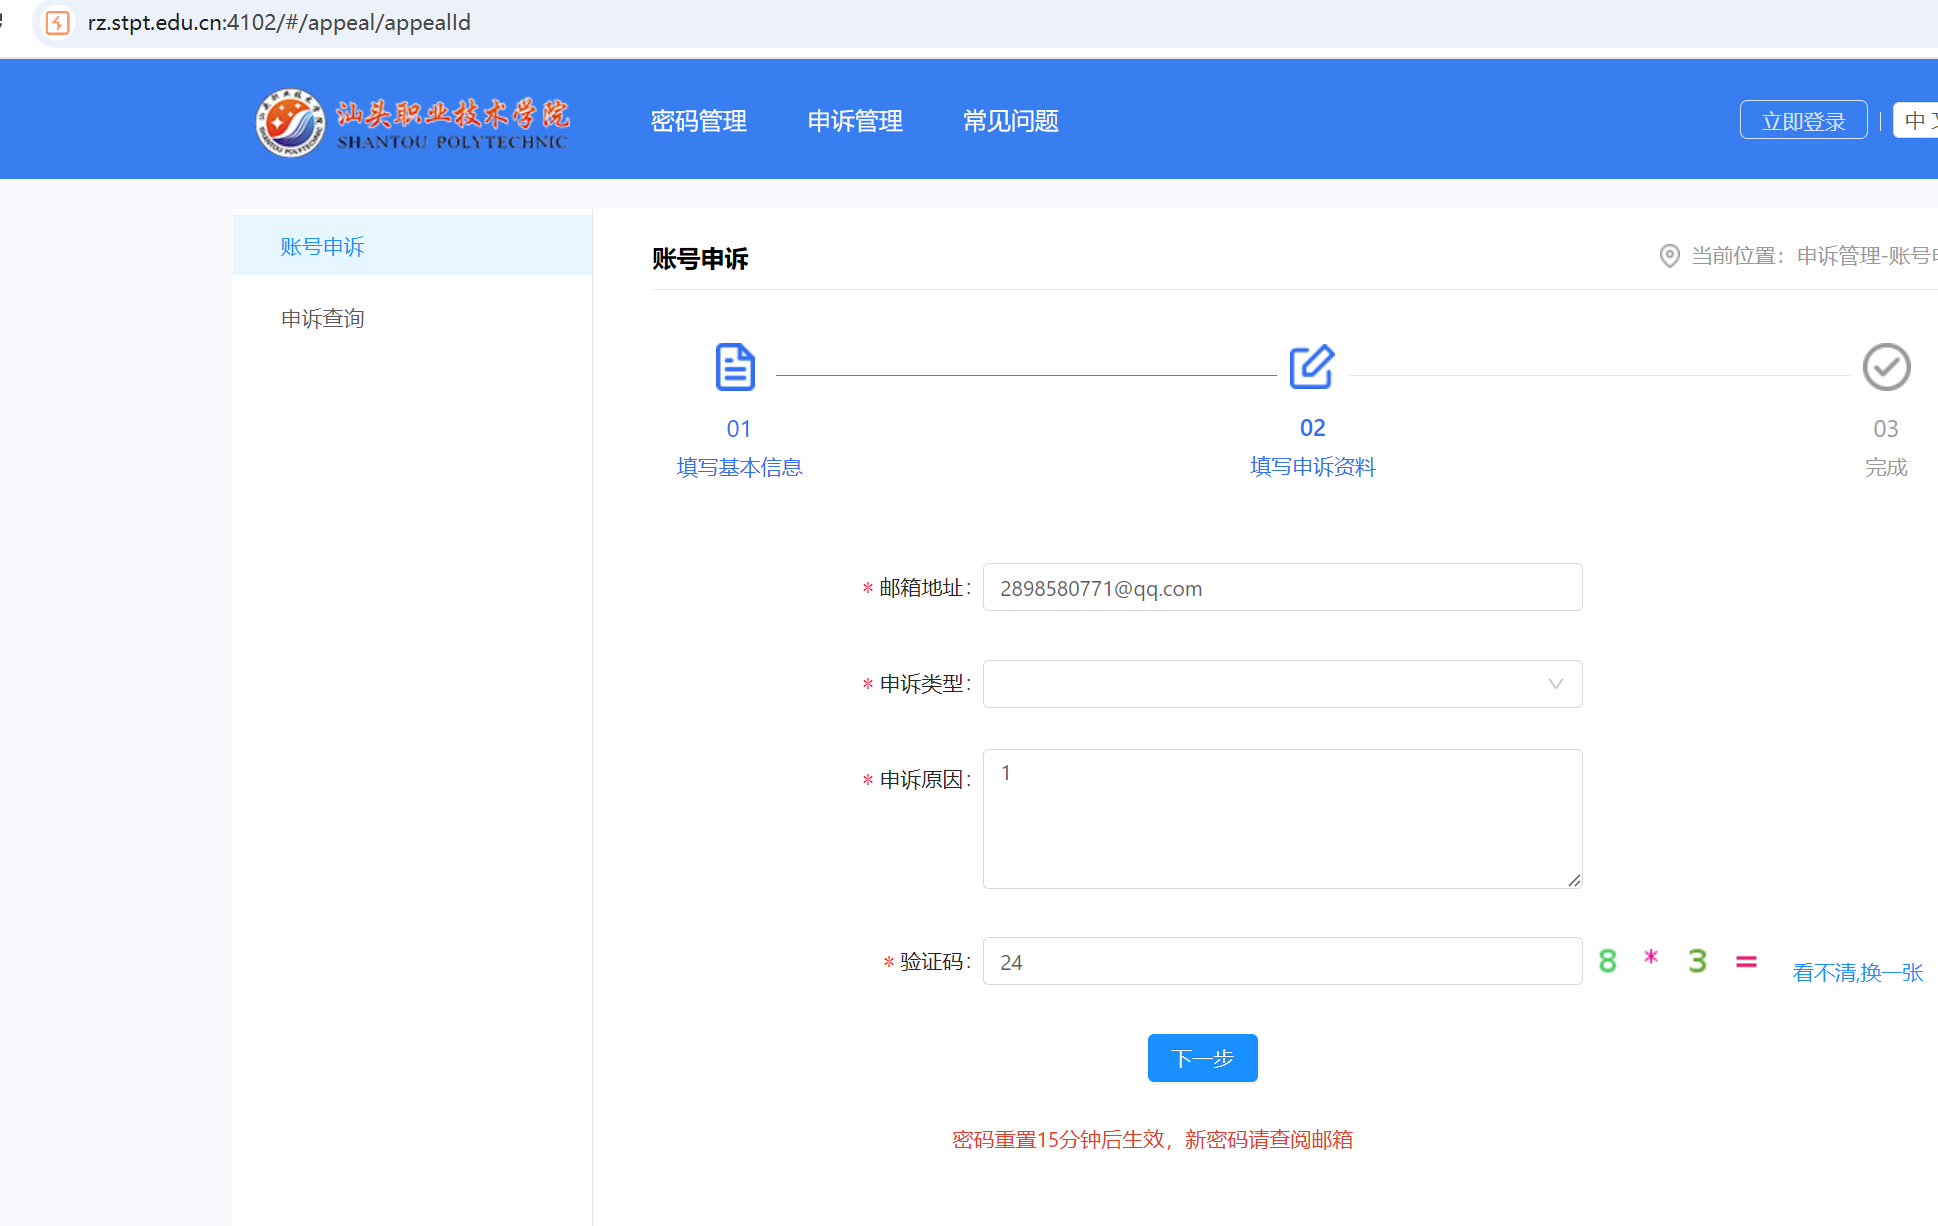 rz.stpt.edu.cn:4102/#/appeal/appealId
汕头职业技术学院
SHANTOU POLYTECHNIC
密码管理
申诉管理
常见问题
立即登录
中
账号申诉
申诉查询
账号申诉
当前位置：申诉管理-账号
01
填写基本信息
02
填写申诉资料
03
完成
* 邮箱地址：
2898580771@qq.com
* 申诉类型：
* 申诉原因：
1
* 验证码：
24
8 * 3 =
看不清,换一张
下一步
密码重置15分钟后生效，新密码请查阅邮箱